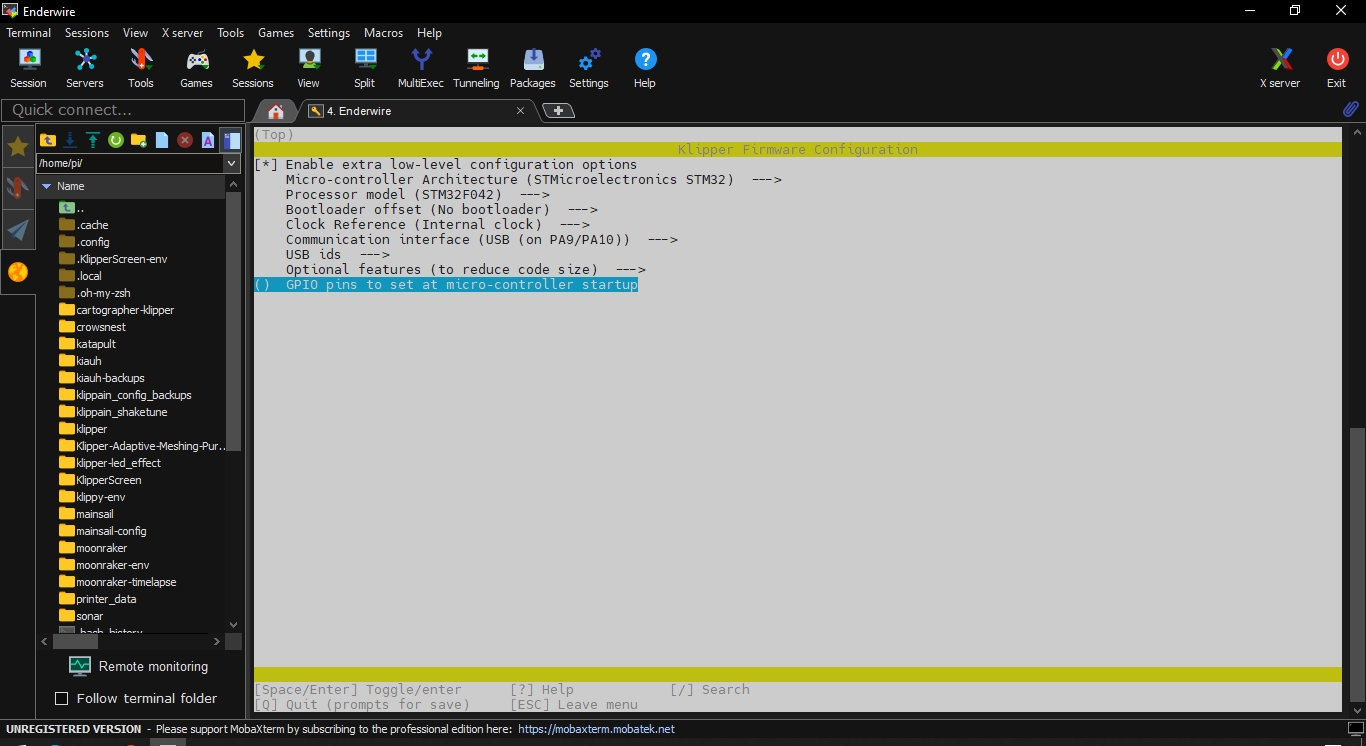 Enderwire
Terminal Sessions View X server Tools Games Settings Macros Help
Session Servers Tools Games Sessions View Split MultiExec Tunneling Packages Settings Help X server Exit
Quick connect...
4. Enderwire
/home/pi/
Name
..
.cache
.config
.KlipperScreen-env
.local
.oh-my-zsh
cartographer-klipper
crowsnest
katapult
kiauh
kiauh-backups
klippain_config_backups
klippain_shaketune
klipper
Klipper-Adaptive-Meshing-Pur..
klipper-led_effect
KlipperScreen
klippy-env
mainsail
mainsail-config
moonraker
moonraker-env
moonraker-timelapse
printer_data
sonar
.bash_history
Remote monitoring
Follow terminal folder
(Top)
Klipper Firmware Configuration
[*] Enable extra low-level configuration options
Micro-controller Architecture (STMicroelectronics STM32) --->
Processor model (STM32F042) --->
Bootloader offset (No bootloader) --->
Clock Reference (Internal clock) --->
Communication interface (USB (on PA9/PA10)) --->
USB ids --->
Optional features (to reduce code size) --->
() GPIO pins to set at micro-controller startup
[Space/Enter] Toggle/enter [?] Help [/] Search
[Q] Quit (prompts for save) [ESC] Leave menu
UNREGISTERED VERSION - Please support MobaXterm by subscribing to the professional edition here: https://mobaxterm.mobatek.net